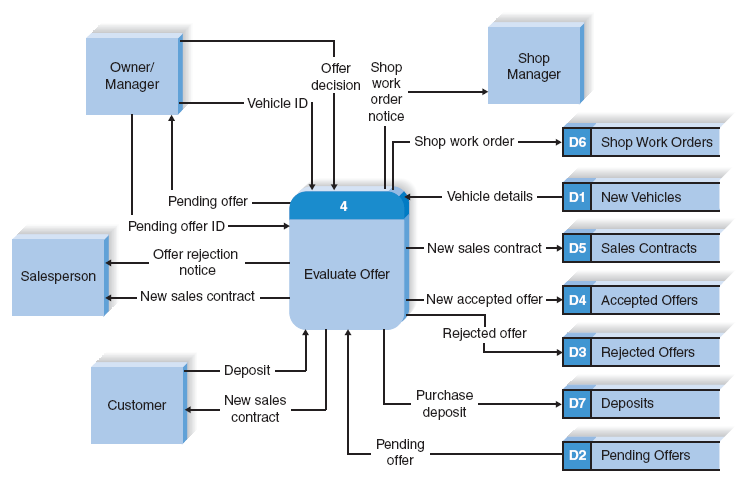 Owner/
Manager
Offer
decision
Shop
work
order
notice
Shop
Manager
Vehicle ID
Shop work order
D6
Shop Work Orders
Pending offer
4
Vehicle details
D1
New Vehicles
Pending offer ID
Salesperson
Offer rejection
notice
Evaluate Offer
New sales contract
D5
Sales Contracts
New sales contract
New accepted offer
D4
Accepted Offers
Rejected offer
D3
Rejected Offers
Customer
Deposit
New sales
contract
Purchase
deposit
D7
Deposits
Pending
offer
D2
Pending Offers